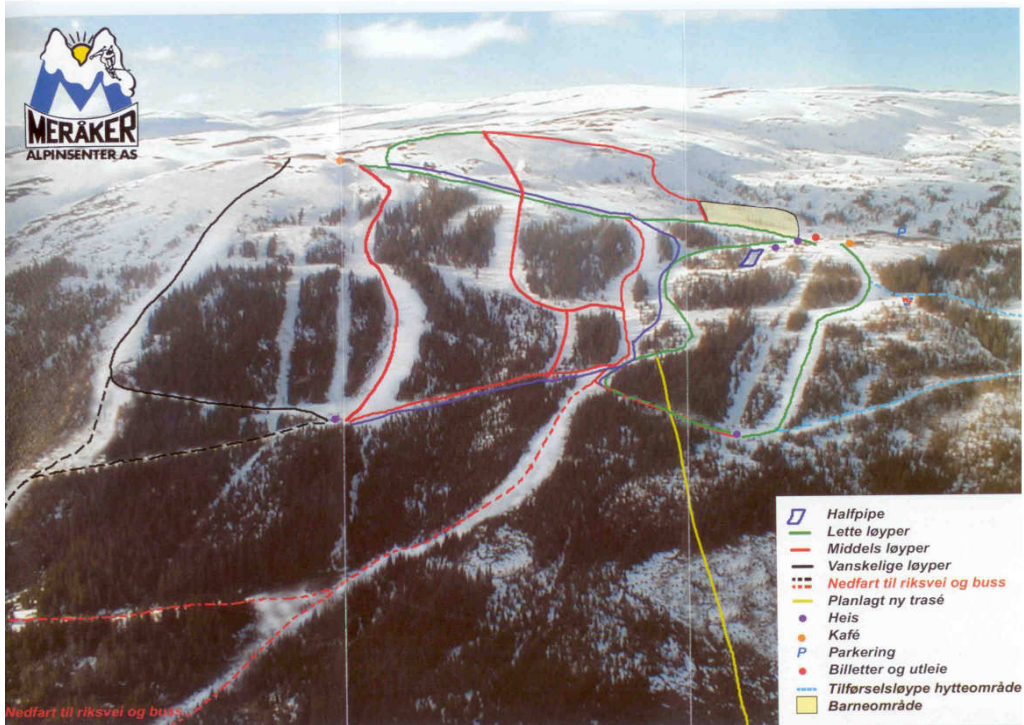 MERÅKER
ALPINSENTER AS
P
Halfpipe
Lette løyper
Middels løyper
Vanskelige løyper
Nedfart til riksvei og buss
Planlagt ny trasé
Heis
Kafé
P Parkering
Billetter og utleie
Tilførselsløype hytteområde
Barneområde
Nedfart til riksvei og buss